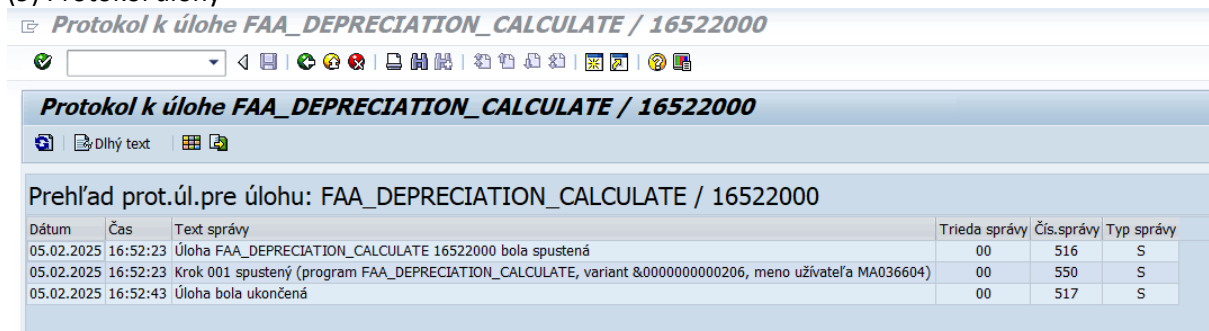 Protokol k úlohe FAA_DEPRECIATION_CALCULATE / 16522000
Protokol k úlohe FAA_DEPRECIATION_CALCULATE / 16522000
Dlhý text
Prehľad prot.úl.pre úlohu: FAA_DEPRECIATION_CALCULATE / 16522000
Dátum Čas Text správy Trieda správy Čís.správy Typ správy
05.02.2025 16:52:23 Úloha FAA_DEPRECIATION_CALCULATE 16522000 bola spustená 00 516 S
05.02.2025 16:52:23 Krok 001 spustený (program FAA_DEPRECIATION_CALCULATE, variant &0000000000206, meno užívateľa MA036604) 00 550 S
05.02.2025 16:52:43 Úloha bola ukončená 00 517 S